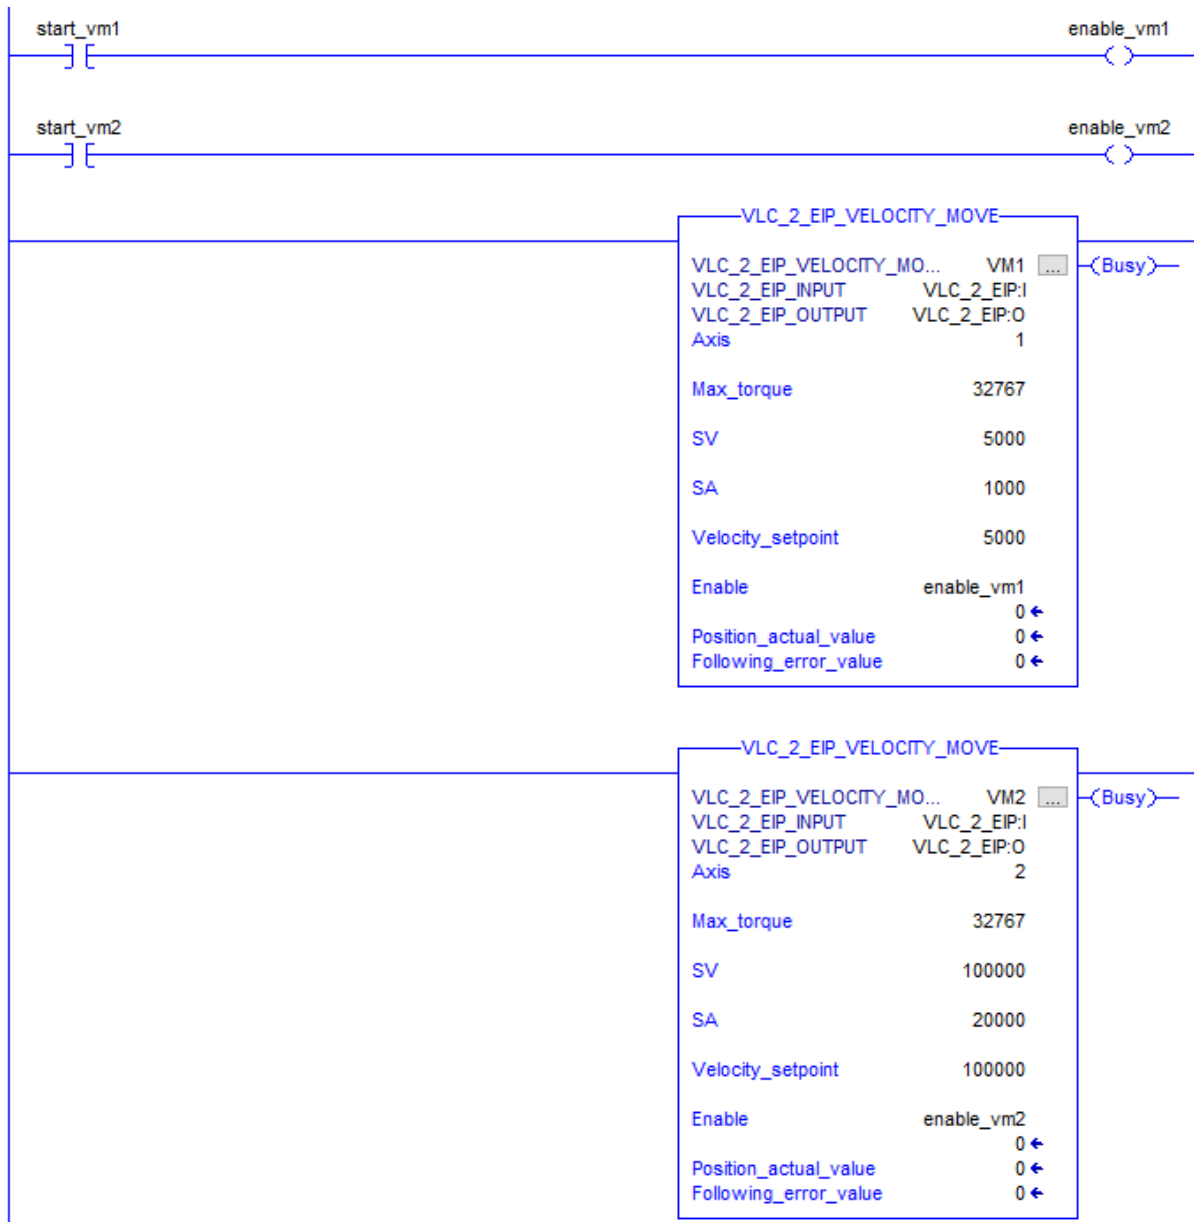 start_vm1 enable_vm1
start_vm2 enable_vm2
VLC_2_EIP_VELOCITY_MOVE
VLC_2_EIP_VELOCITY_MO... VM1 ... Busy
VLC_2_EIP_INPUT VLC_2_EIP:I
VLC_2_EIP_OUTPUT VLC_2_EIP:O
Axis 1
Max_torque 32767
SV 5000
SA 1000
Velocity_setpoint 5000
Enable enable_vm1
0
Position_actual_value 0
Following_error_value 0
VLC_2_EIP_VELOCITY_MOVE
VLC_2_EIP_VELOCITY_MO... VM2 ... Busy
VLC_2_EIP_INPUT VLC_2_EIP:I
VLC_2_EIP_OUTPUT VLC_2_EIP:O
Axis 2
Max_torque 32767
SV 100000
SA 20000
Velocity_setpoint 100000
Enable enable_vm2
0
Position_actual_value 0
Following_error_value 0